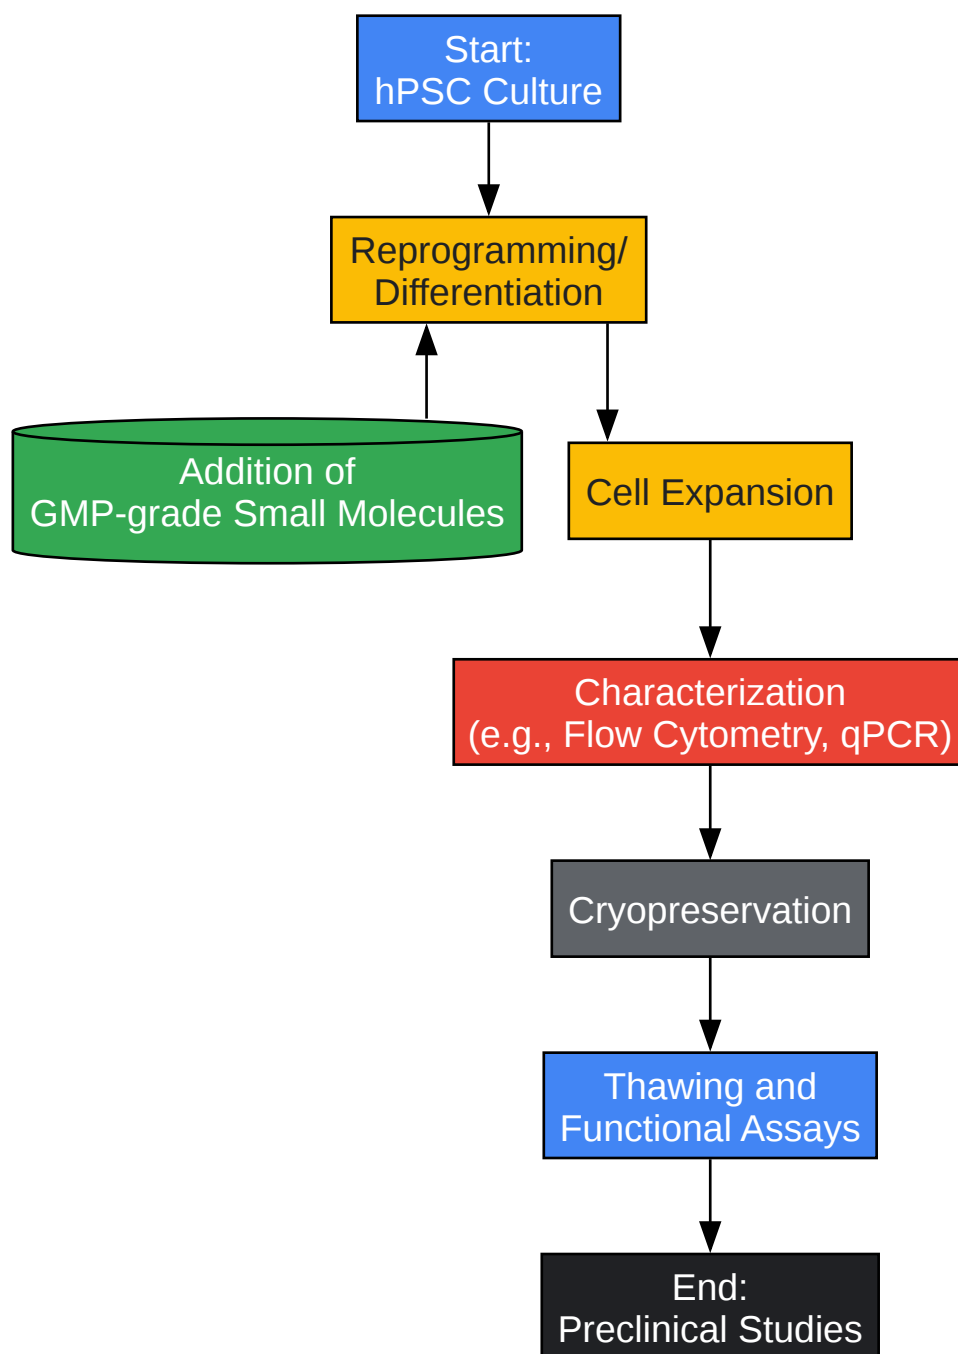 Start:
hPSC Culture
Reprogramming/
Differentiation
Addition of
GMP-grade Small Molecules
Cell Expansion
Characterization
(e.g., Flow Cytometry, qPCR)
Cryopreservation
Thawing and
Functional Assays
End:
Preclinical Studies